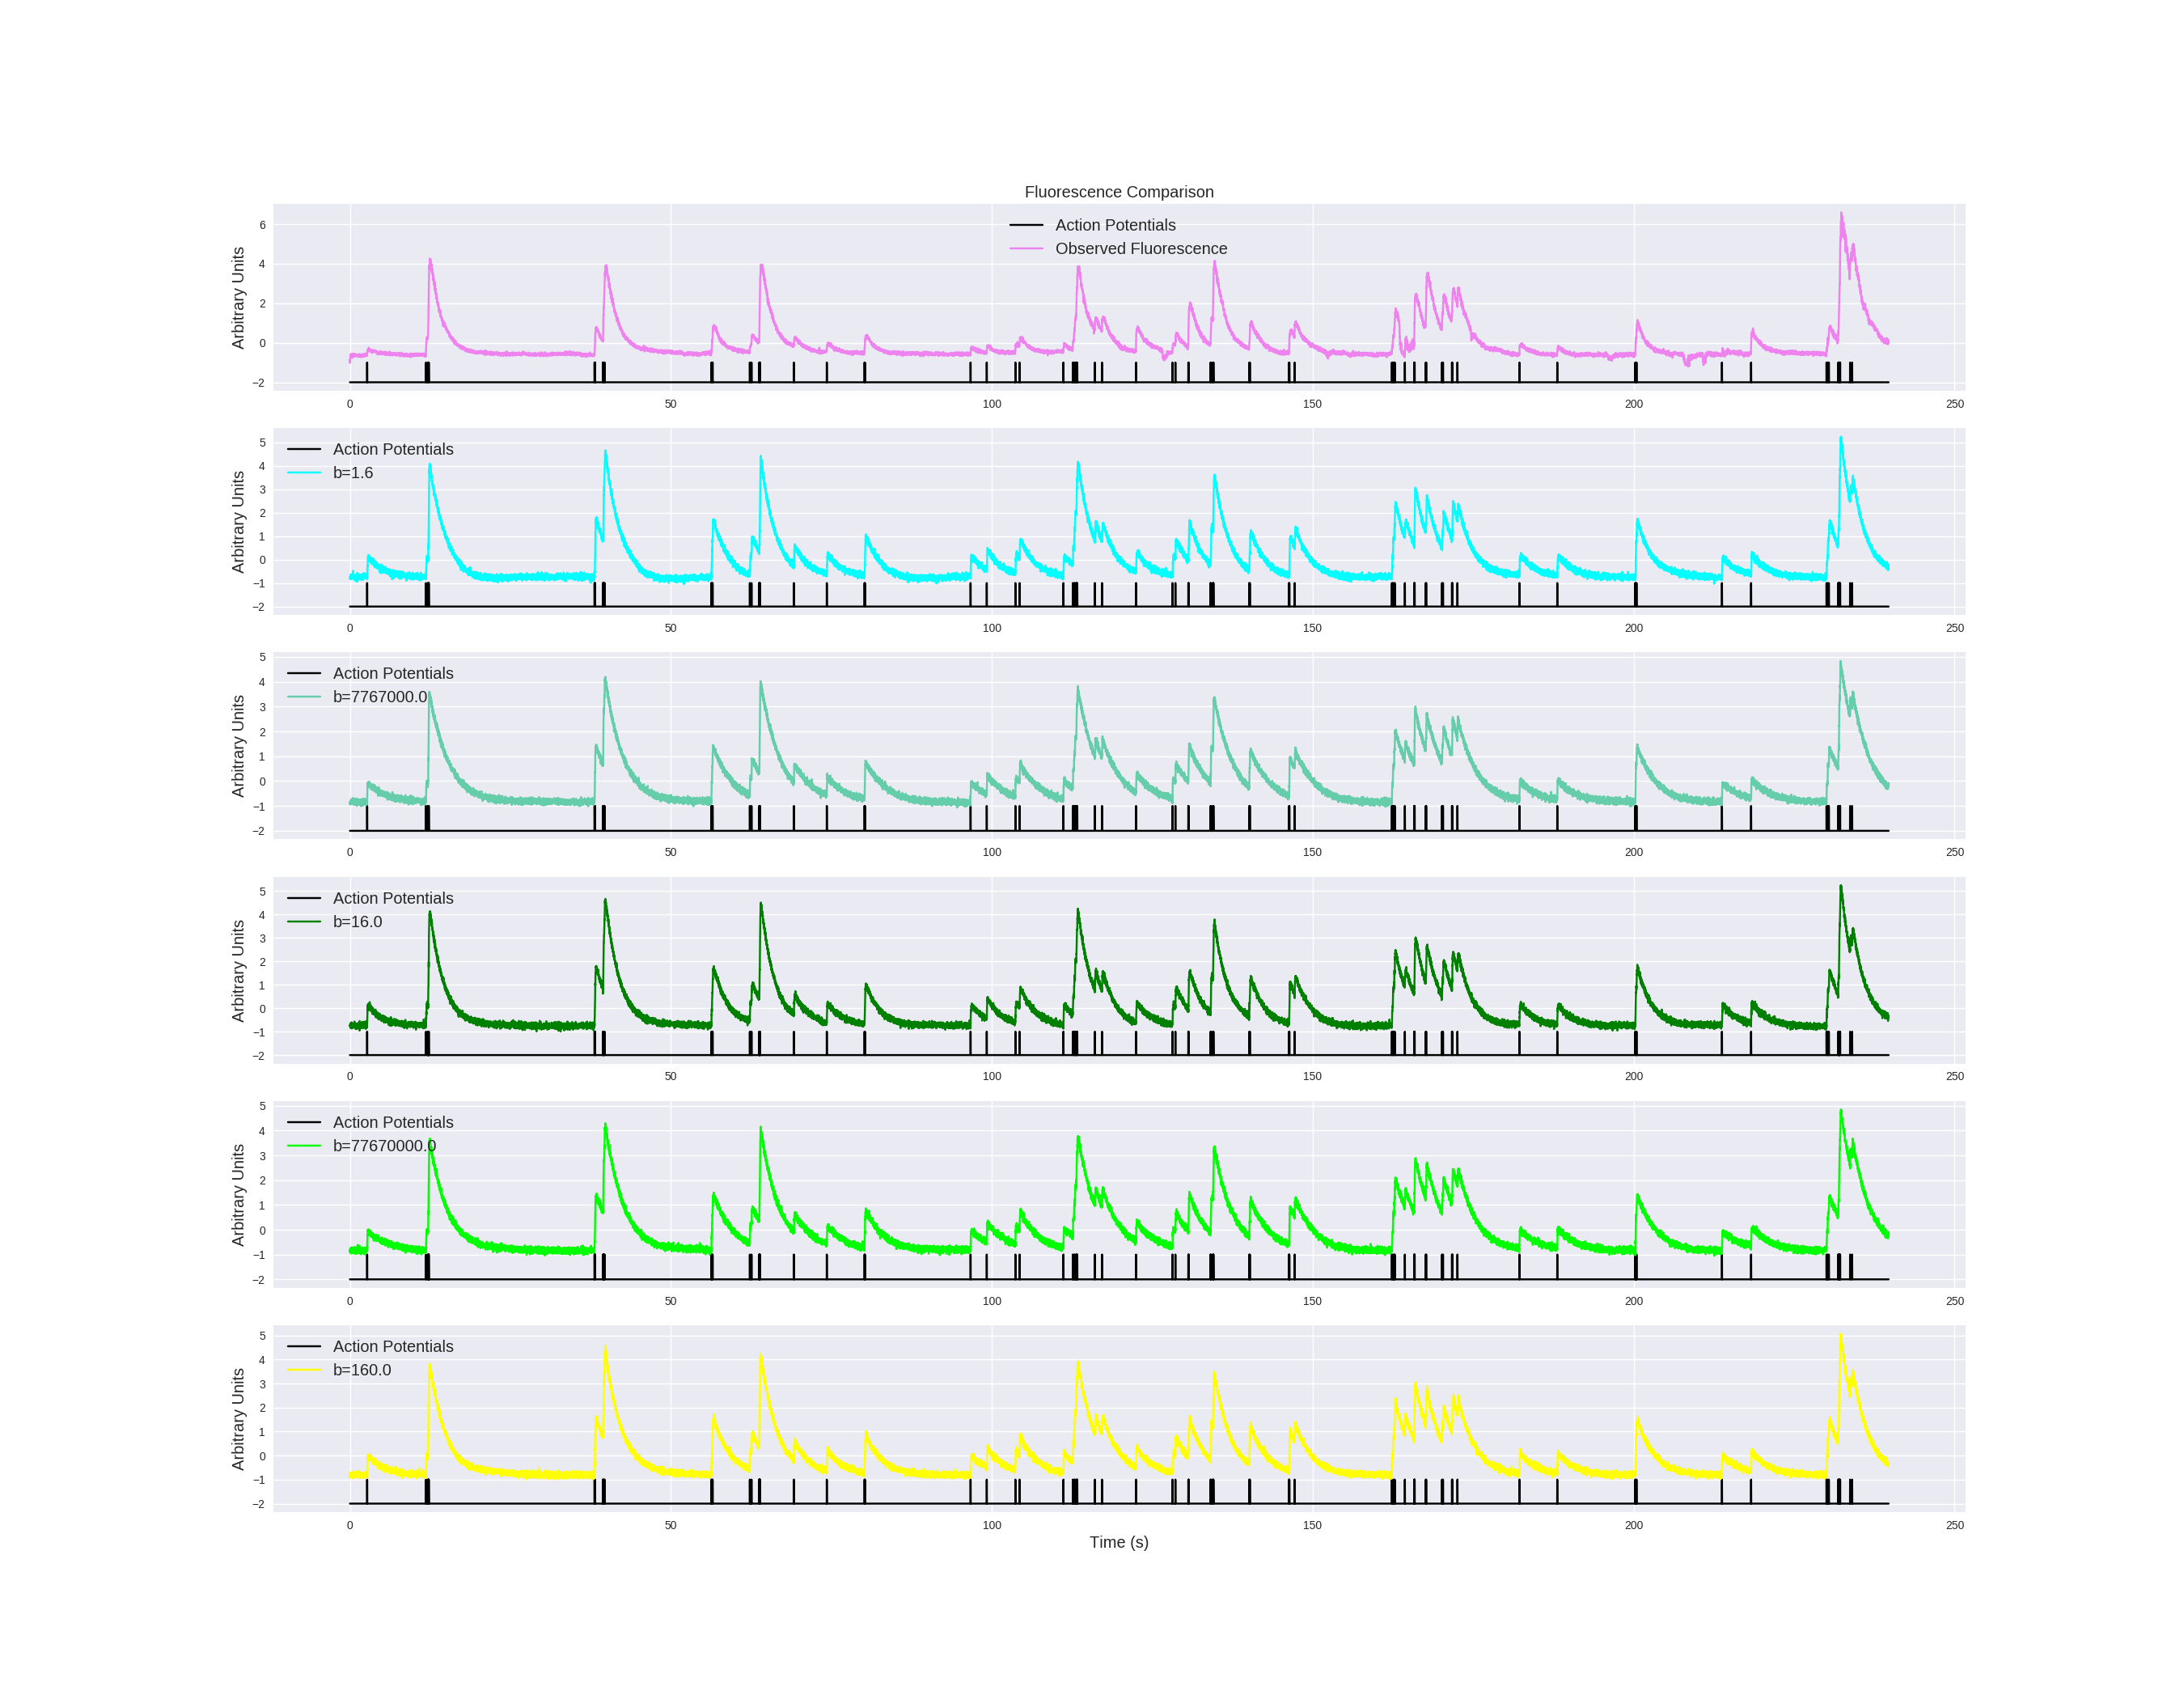 Fluorescence Comparison
Arbitrary Units
6
4
2
0
−2
Action Potentials
Observed Fluorescence
0 50 100 150 200 250
Arbitrary Units
5
4
3
2
1
0
−1
−2
Action Potentials
b=1.6
0 50 100 150 200 250
Arbitrary Units
5
4
3
2
1
0
−1
−2
Action Potentials
b=7767000.0
0 50 100 150 200 250
Arbitrary Units
5
4
3
2
1
0
−1
−2
Action Potentials
b=16.0
0 50 100 150 200 250
Arbitrary Units
5
4
3
2
1
0
−1
−2
Action Potentials
b=77670000.0
0 50 100 150 200 250
Arbitrary Units
5
4
3
2
1
0
−1
−2
Action Potentials
b=160.0
0 50 100 150 200 250
Time (s)